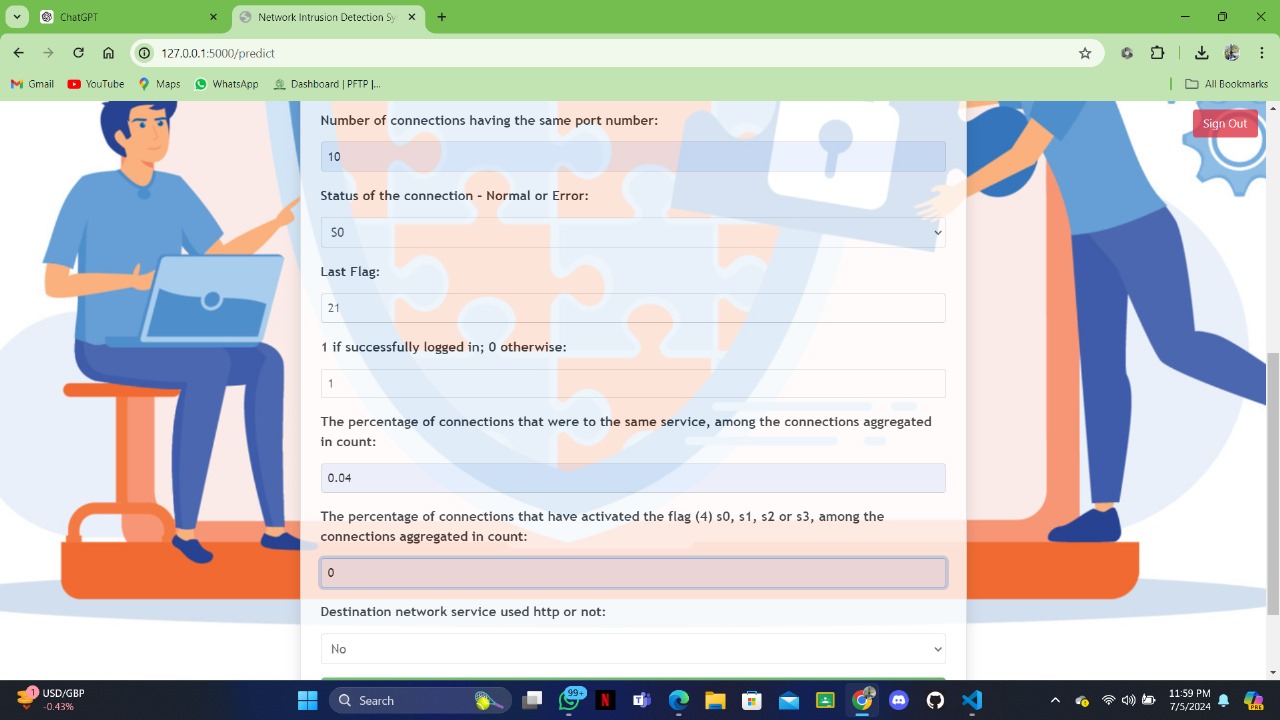 ChatGPT
Network Intrusion Detection Sy
127.0.0.1:5000/predict
Gmail
YouTube
Maps
WhatsApp
Dashboard | PFTP |...
All Bookmarks
Sign Out
Number of connections having the same port number:
10
Status of the connection - Normal or Error:
S0
Last Flag:
21
1 if successfully logged in; 0 otherwise:
1
The percentage of connections that were to the same service, among the connections aggregated
in count:
0.04
The percentage of connections that have activated the flag (4) s0, s1, s2 or s3, among the
connections aggregated in count:
0
Destination network service used http or not:
No
1
USD/GBP
-0.43%
Search
99+
11:59 PM
7/5/2024